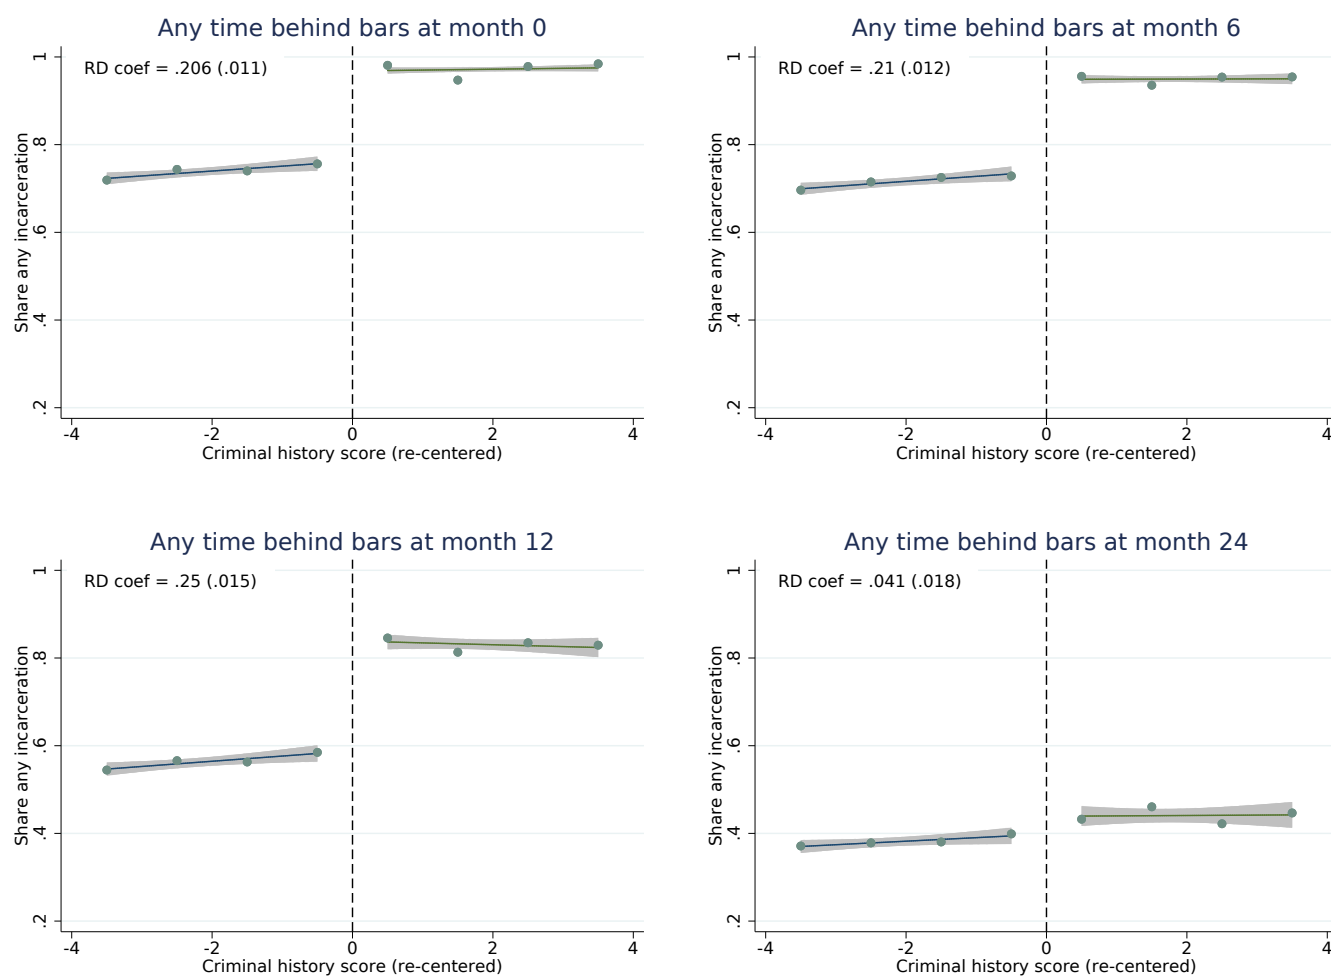 Any time behind bars at month 0
RD coef = .206 (.011)
Share any incarceration
1
.8
.6
.4
.2
-4
-2
0
2
4
Criminal history score (re-centered)
Any time behind bars at month 6
RD coef = .21 (.012)
Share any incarceration
1
.8
.6
.4
.2
-4
-2
0
2
4
Criminal history score (re-centered)
Any time behind bars at month 12
RD coef = .25 (.015)
Share any incarceration
1
.8
.6
.4
.2
-4
-2
0
2
4
Criminal history score (re-centered)
Any time behind bars at month 24
RD coef = .041 (.018)
Share any incarceration
1
.8
.6
.4
.2
-4
-2
0
2
4
Criminal history score (re-centered)